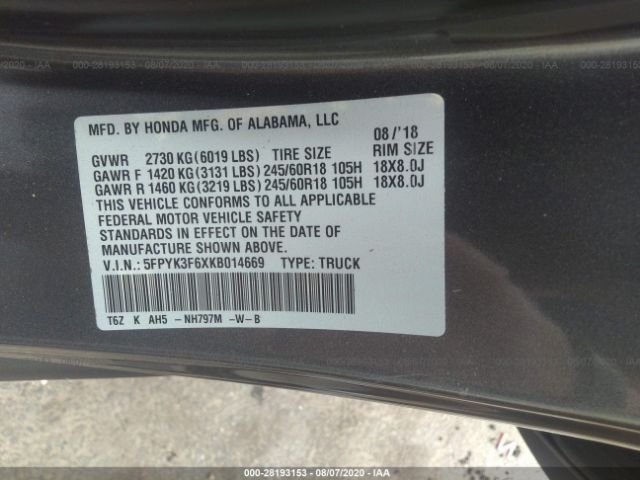 000-28193153 - 08/07/2020 - IAA
MFD. BY HONDA MFG. OF ALABAMA, LLC 08/'18
GVWR 2730 KG(6019 LBS) TIRE SIZE RIM SIZE
GAWR F 1420 KG(3131 LBS)245/60R18 105H 18X8.0J
GAWR R 1460 KG(3219 LBS)245/60R18 105H 18X8.0J
THIS VEHICLE CONFORMS TO ALL APPLICABLE
FEDERAL MOTOR VEHICLE SAFETY
STANDARDS IN EFFECT ON THE DATE OF
MANUFACTURE SHOWN ABOVE.
V.I.N.: 5FPYK3F6XKB014669 TYPE: TRUCK
T6Z K AH5 -NH797M -W-B
000-28193153 - 08/07/2020 - IAA